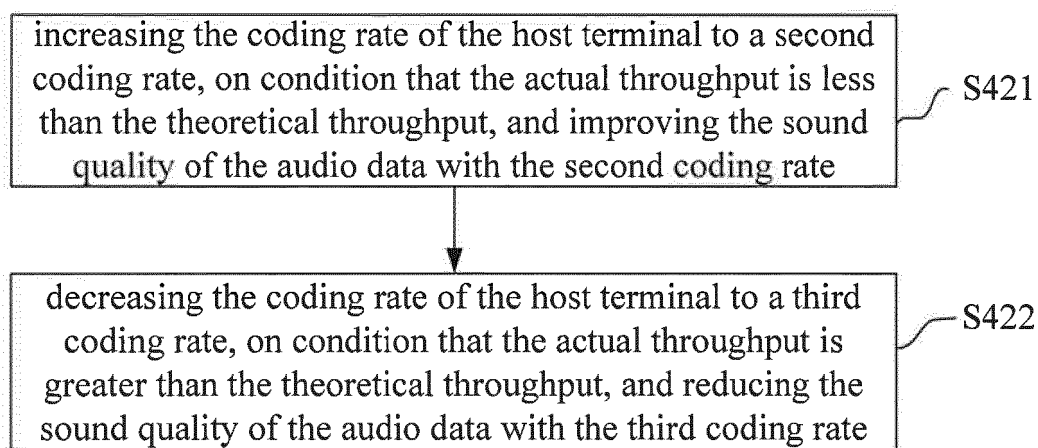 increasing the coding rate of the host terminal to a second
coding rate, on condition that the actual throughput is less
than the theoretical throughput, and improving the sound
quality of the audio data with the second coding rate
S421
decreasing the coding rate of the host terminal to a third
coding rate, on condition that the actual throughput is
greater than the theoretical throughput, and reducing the
sound quality of the audio data with the third coding rate
S422